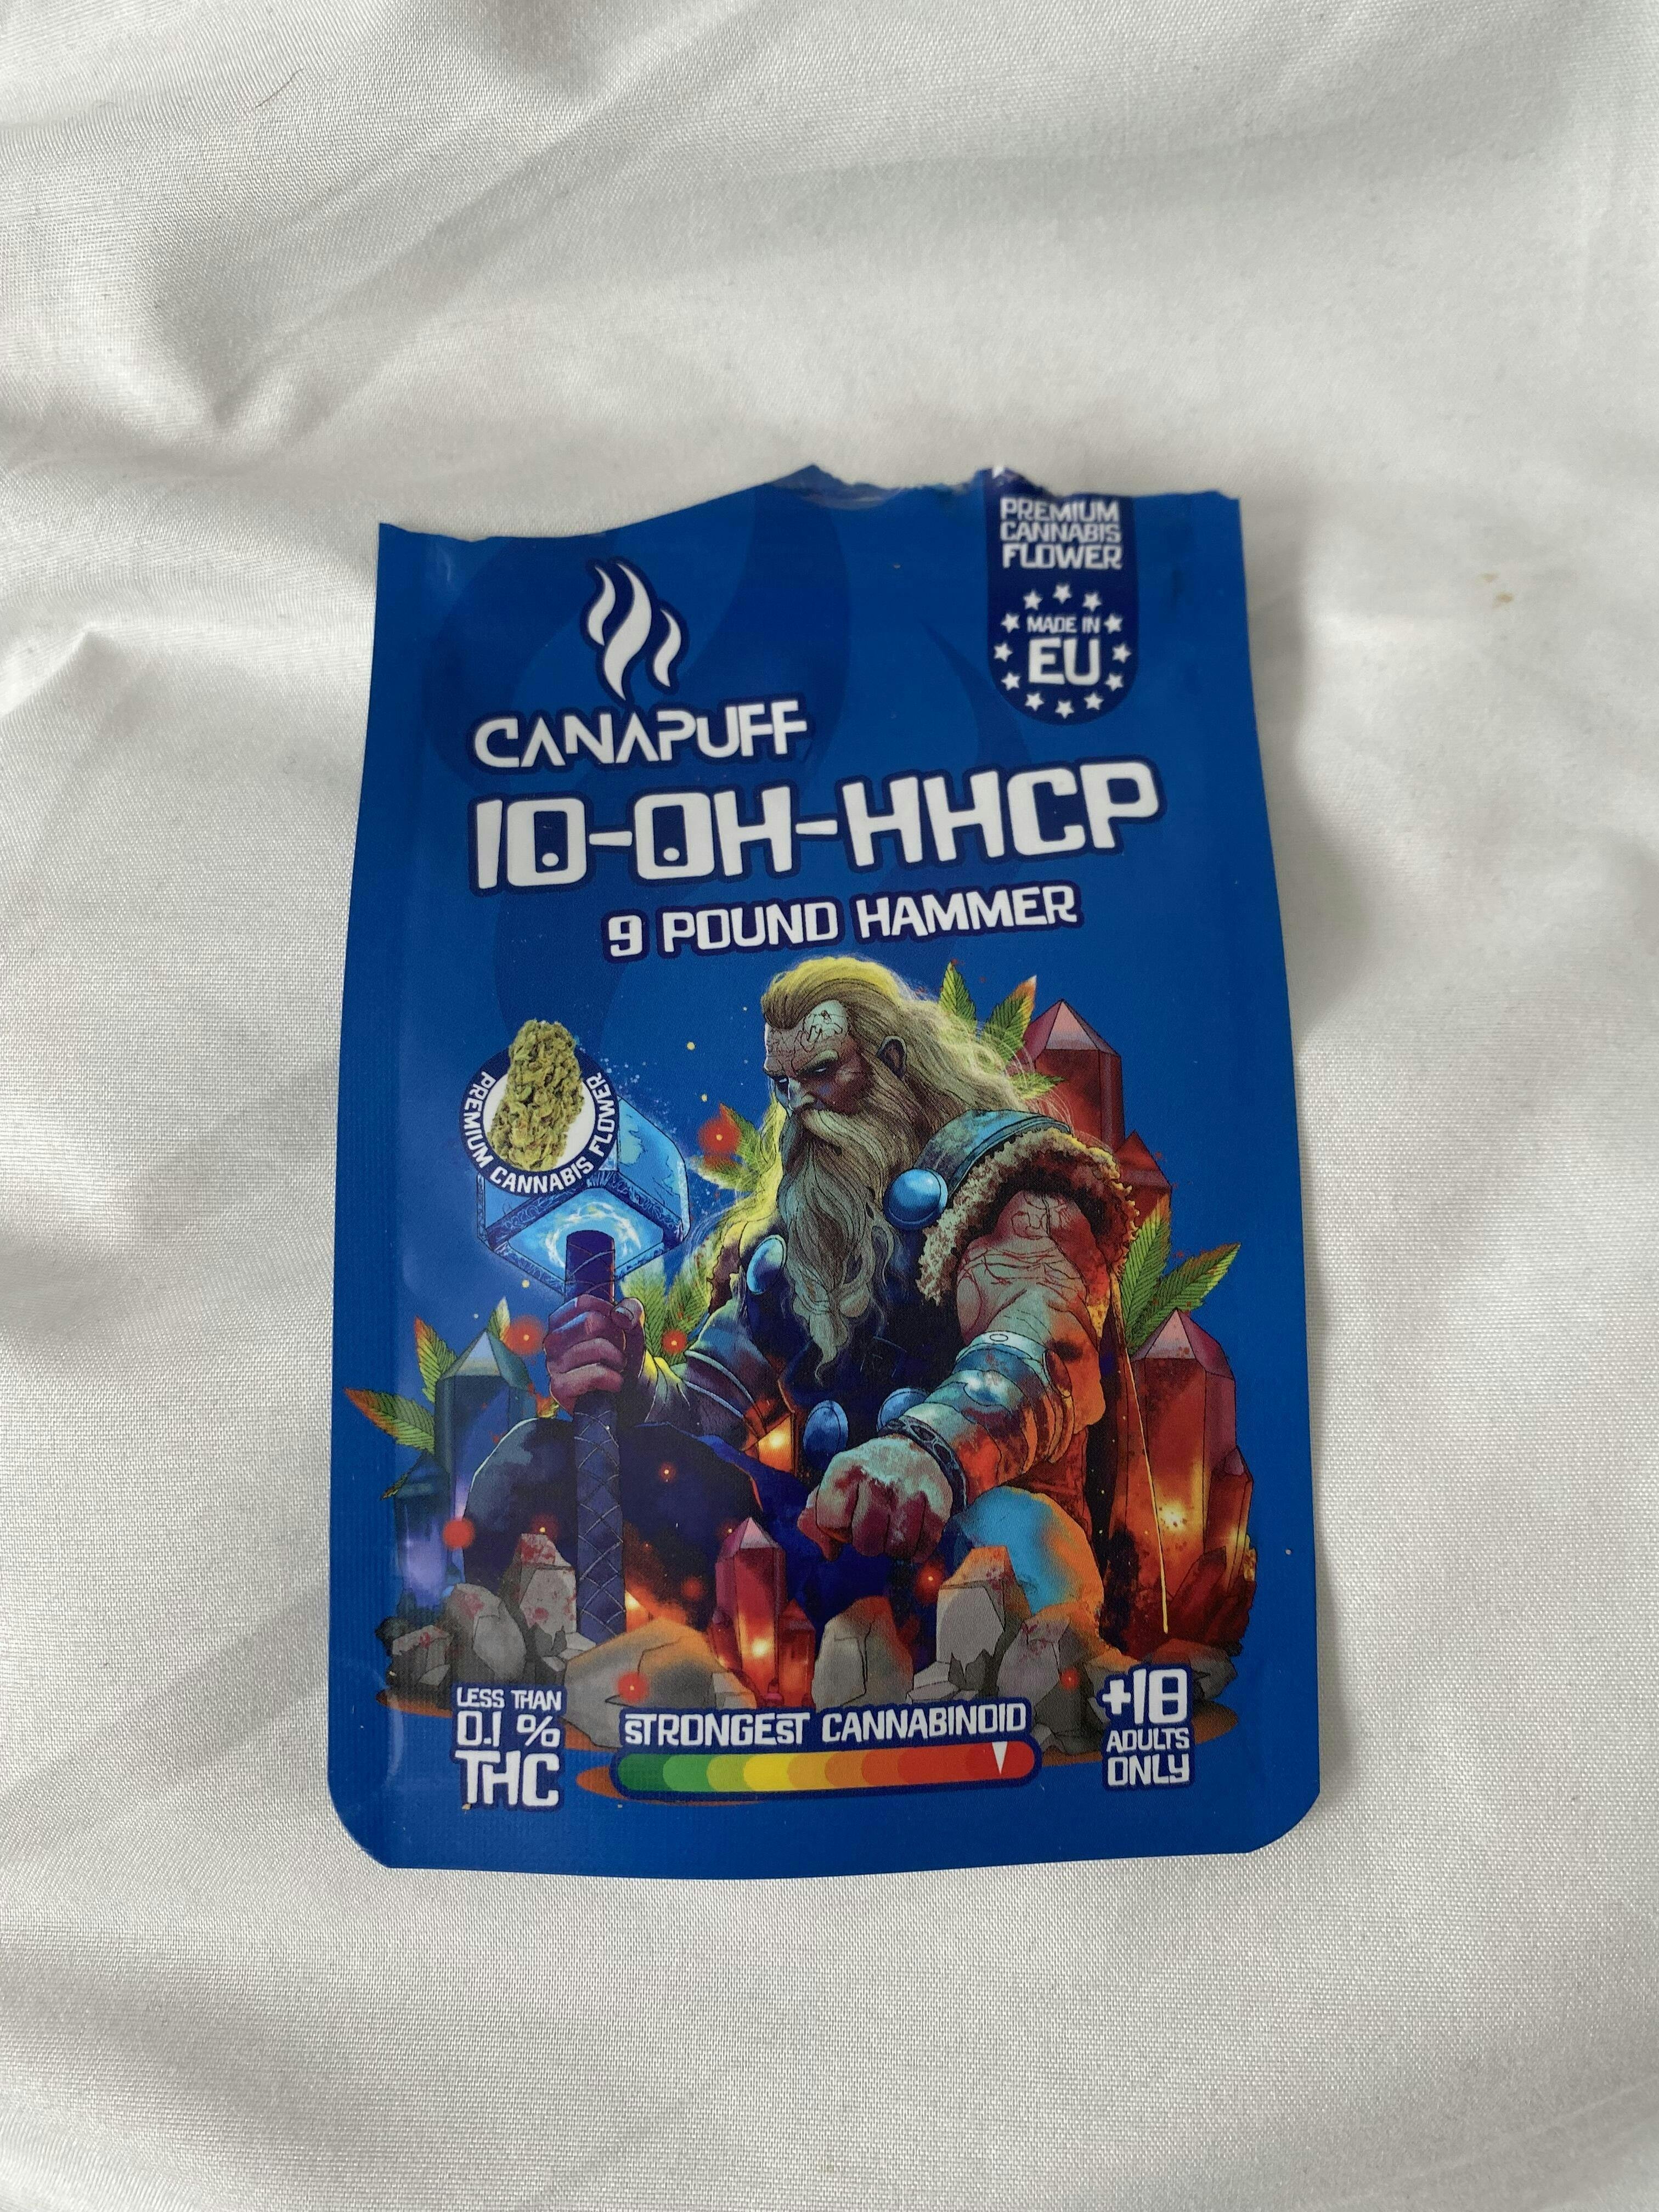 PREMIUM
CANNABIS
FLOWER
MADE IN
EU
CANAPUFF
10-OH-HHCP
9 POUND HAMMER
PREMIUM CANNABIS FLOWER
LESS THAN
0.1 %
THC
STRONGEST CANNABINOID
+18
ADULTS
ONLY